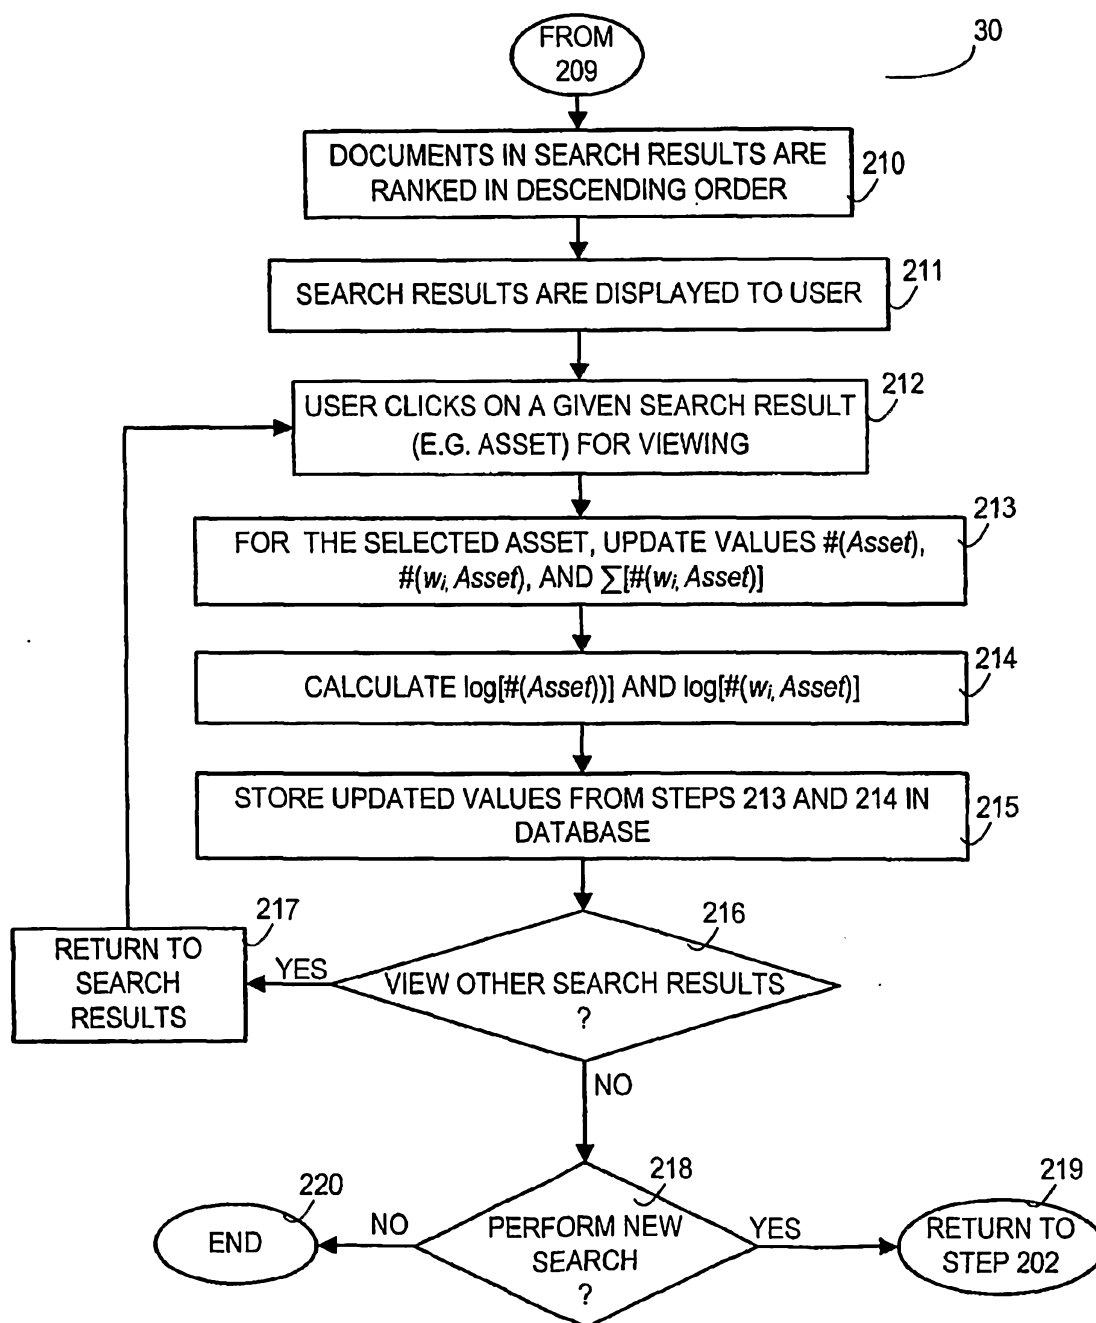 FROM
209
30
DOCUMENTS IN SEARCH RESULTS ARE
RANKED IN DESCENDING ORDER
210
SEARCH RESULTS ARE DISPLAYED TO USER
211
USER CLICKS ON A GIVEN SEARCH RESULT
(E.G. ASSET) FOR VIEWING
212
FOR THE SELECTED ASSET, UPDATE VALUES #(Asset),
#(wi, Asset), AND ∑[#(wi, Asset)]
213
CALCULATE log[#(Asset))] AND log[#(wi, Asset)]
214
STORE UPDATED VALUES FROM STEPS 213 AND 214 IN
DATABASE
215
217
RETURN TO
SEARCH
RESULTS
YES
216
VIEW OTHER SEARCH RESULTS
?
NO
218
PERFORM NEW
SEARCH
?
NO
220
END
YES
219
RETURN TO
STEP 202